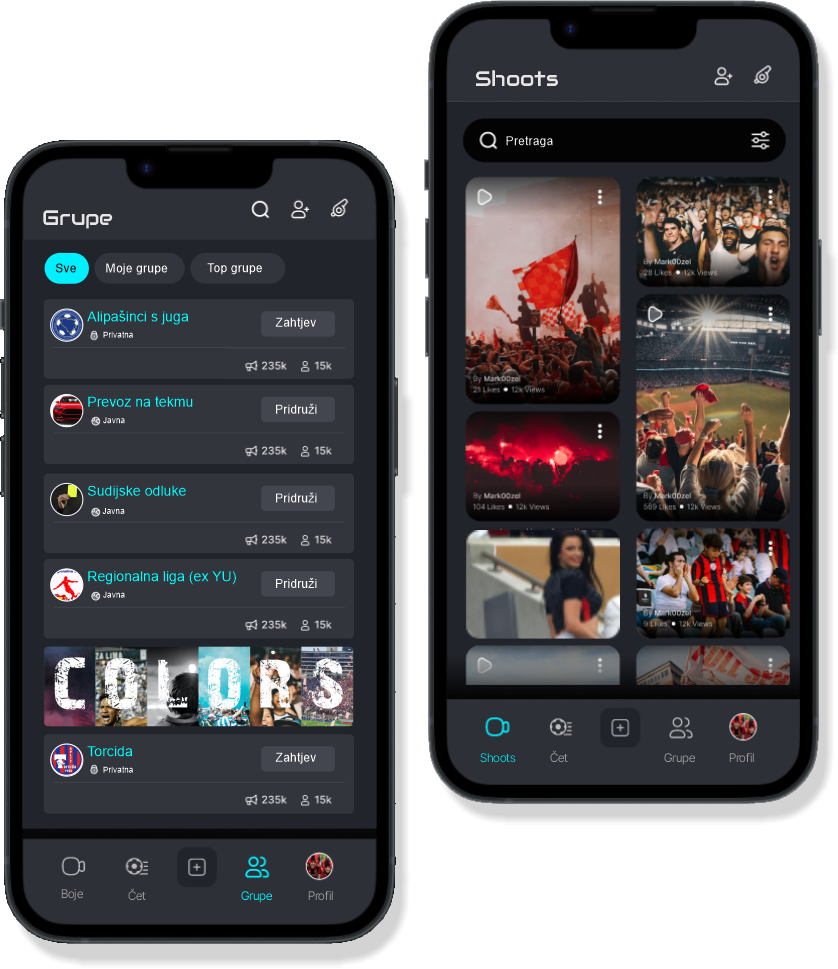 Grupe
Sve
Moje grupe
Top grupe
Alipašinci s juga
Privatna
Zahtjev
235k
15k
Prevoz na tekmu
Javna
Pridruži
235k
15k
Sudijske odluke
Javna
Pridruži
235k
15k
Regionalna liga (ex YU)
Javna
Pridruži
235k
15k
COLORS
Torcida
Privatna
Zahtjev
235k
15k
Boje
Čet
Grupe
Profil
Shoots
Pretraga
By Mark00zel
28 Likes • 12k Views
By Mark00zel
21 Likes • 12k Views
By Mark00zel
104 Likes • 12k Views
By Mark00zel
569 Likes • 12k Views
By Mark00zel
9 Likes • 12k Views
Shoots
Čet
Grupe
Profil